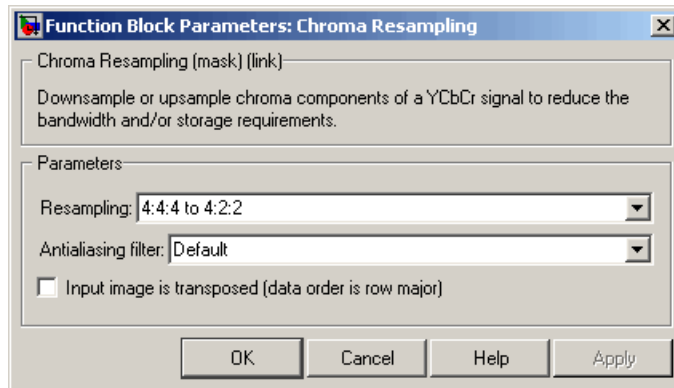 Function Block Parameters: Chroma Resampling
Chroma Resampling (mask) (link)
Downsample or upsample chroma components of a YCbCr signal to reduce the
bandwidth and/or storage requirements.
Parameters
Resampling: 4:4:4 to 4:2:2
Antialiasing filter: Default
Input image is transposed (data order is row major)
OK Cancel Help Apply